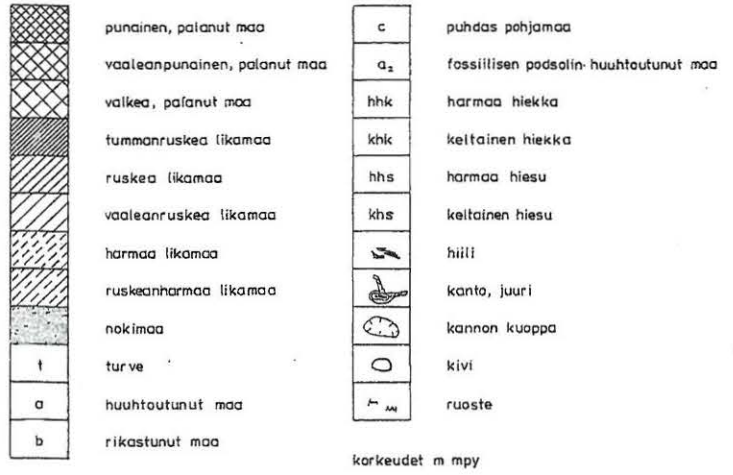 punainen, palanut maa
vaaleanpunainen, palanut maa
valkea, palanut maa
tummanruskea likamaa
ruskea likamaa
vaaleanruskea likamaa
harmaa likamaa
ruskeanharmaa likamaa
nokimaa
t turve
a huuhtoutunut maa
b rikastunut maa
c puhdas pohjamaa
a₂ fossiilisen podsolin huuhtoutunut maa
hhk harmaa hiekka
khk keltainen hiekka
hhs harmaa hiesu
khs keltainen hiesu
hiili
kanto, juuri
kannon kuoppa
kivi
ruoste
korkeudet m mpy